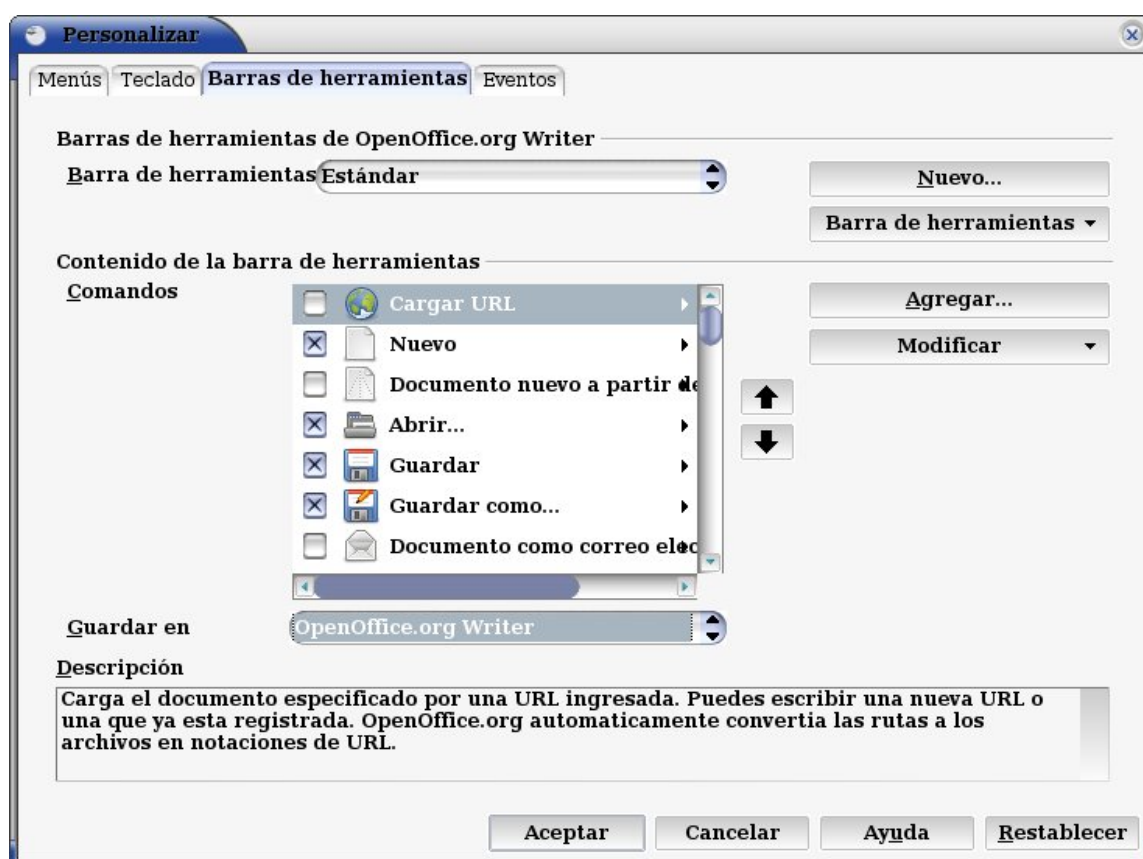 Personalizar
Menús Teclado Barras de herramientas Eventos
Barras de herramientas de OpenOffice.org Writer
Barra de herramientas Estándar
Nuevo...
Barra de herramientas
Contenido de la barra de herramientas
Comandos
Cargar URL
Agregar...
Nuevo
Modificar
Documento nuevo a partir de
Abrir...
Guardar
Guardar como...
Documento como correo elec
Guardar en OpenOffice.org Writer
Descripción
Carga el documento especificado por una URL ingresada. Puedes escribir una nueva URL o
una que ya esta registrada. OpenOffice.org automaticamente convertia las rutas a los
archivos en notaciones de URL.
Aceptar Cancelar Ayuda Restablecer